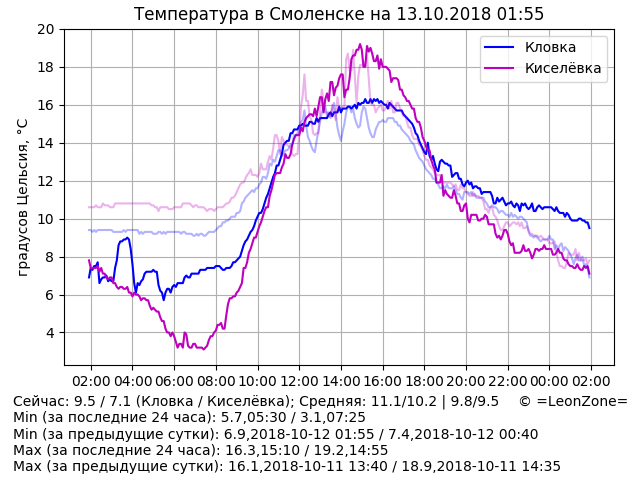 Температура в Смоленске на 13.10.2018 01:55
градусов Цельсия, °C
20
18
16
14
12
10
8
6
4
Кловка
Киселёвка
02:00 04:00 06:00 08:00 10:00 12:00 14:00 16:00 18:00 20:00 22:00 00:00 02:00
Сейчас: 9.5 / 7.1 (Кловка / Киселёвка); Средняя: 11.1/10.2 | 9.8/9.5 © =LeonZone=
Min (за последние 24 часа): 5.7,05:30 / 3.1,07:25
Min (за предыдущие сутки): 6.9,2018-10-12 01:55 / 7.4,2018-10-12 00:40
Max (за последние 24 часа): 16.3,15:10 / 19.2,14:55
Max (за предыдущие сутки): 16.1,2018-10-11 13:40 / 18.9,2018-10-11 14:35